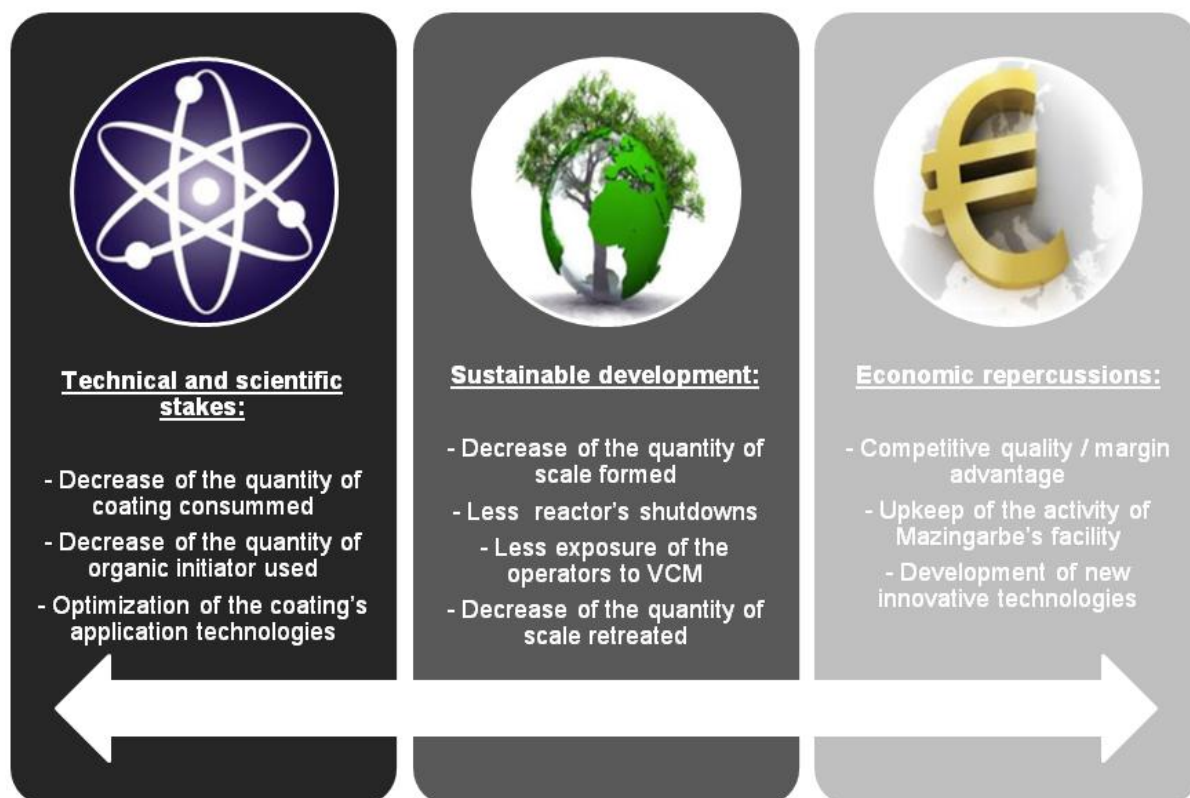 Technical and scientific
stakes:
- Decrease of the quantity of
coating consummed
- Decrease of the quantity of
organic initiator used
- Optimization of the coating's
application technologies
Sustainable development:
- Decrease of the quantity of
scale formed
- Less reactor's shutdowns
- Less exposure of the
operators to VCM
- Decrease of the quantity of
scale retreated
Economic repercussions:
- Competitive quality / margin
advantage
- Upkeep of the activity of
Mazingarbe's facility
- Development of new
innovative technologies